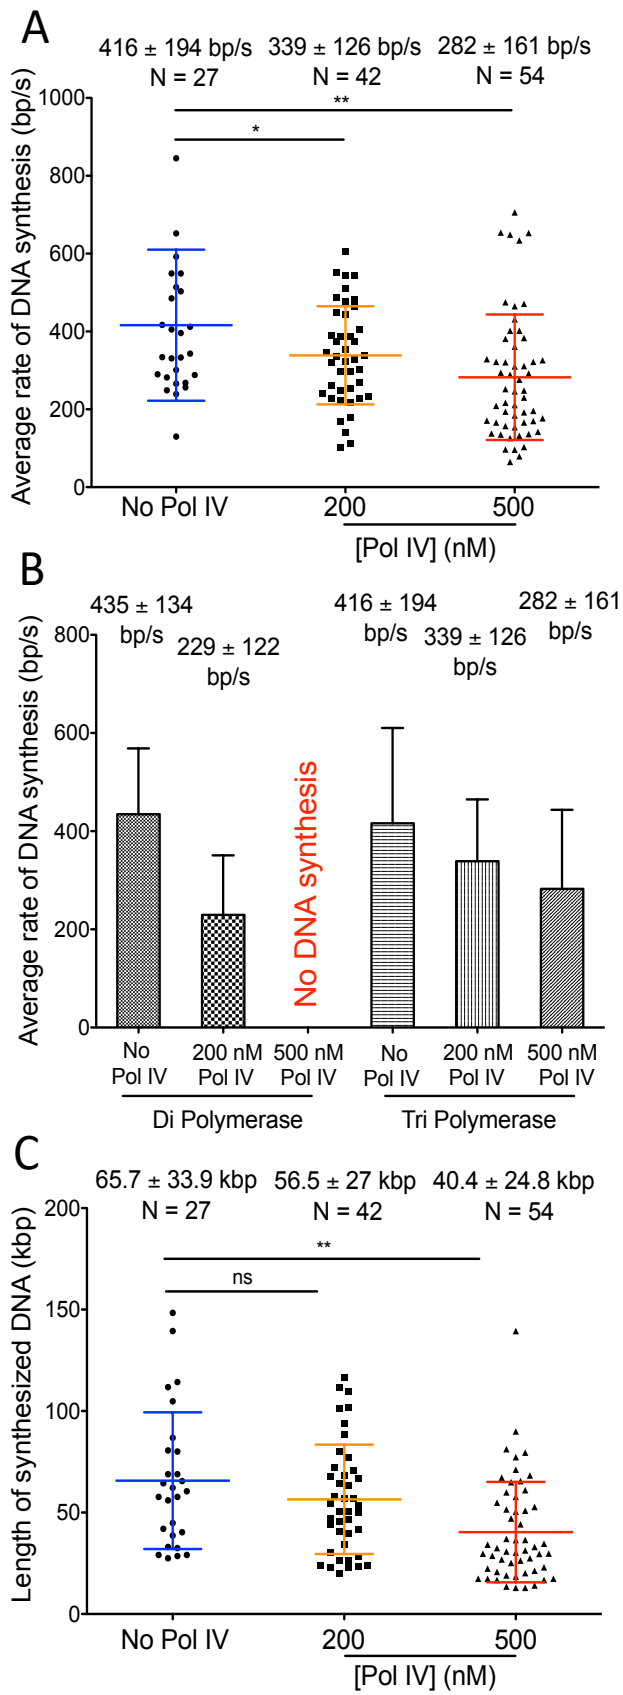 A
416 ± 194 bp/s 339 ± 126 bp/s 282 ± 161 bp/s
N = 27 N = 42 N = 54
Average rate of DNA synthesis (bp/s)
1000
800
600
400
200
0
**
*
No Pol IV 200 500
[Pol IV] (nM)
B
435 ± 134 bp/s
229 ± 122 bp/s
416 ± 194 bp/s
339 ± 126 bp/s
282 ± 161 bp/s
Average rate of DNA synthesis (bp/s)
800
600
400
200
0
No DNA synthesis
No 200 nM 500 nM No 200 nM 500 nM
Pol IV Pol IV Pol IV Pol IV Pol IV Pol IV
Di Polymerase Tri Polymerase
C
65.7 ± 33.9 kbp 56.5 ± 27 kbp 40.4 ± 24.8 kbp
N = 27 N = 42 N = 54
Length of synthesized DNA (kbp)
200
150
100
50
0
**
ns
No Pol IV 200 500
[Pol IV] (nM)